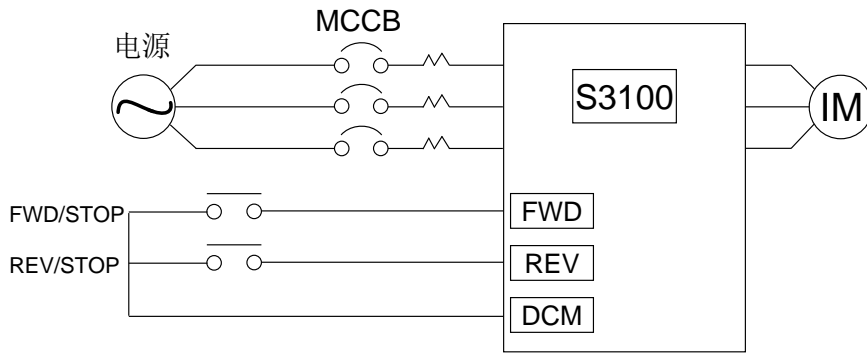 MCCB
电源
S3100
IM
FWD/STOP
FWD
REV/STOP
REV
DCM